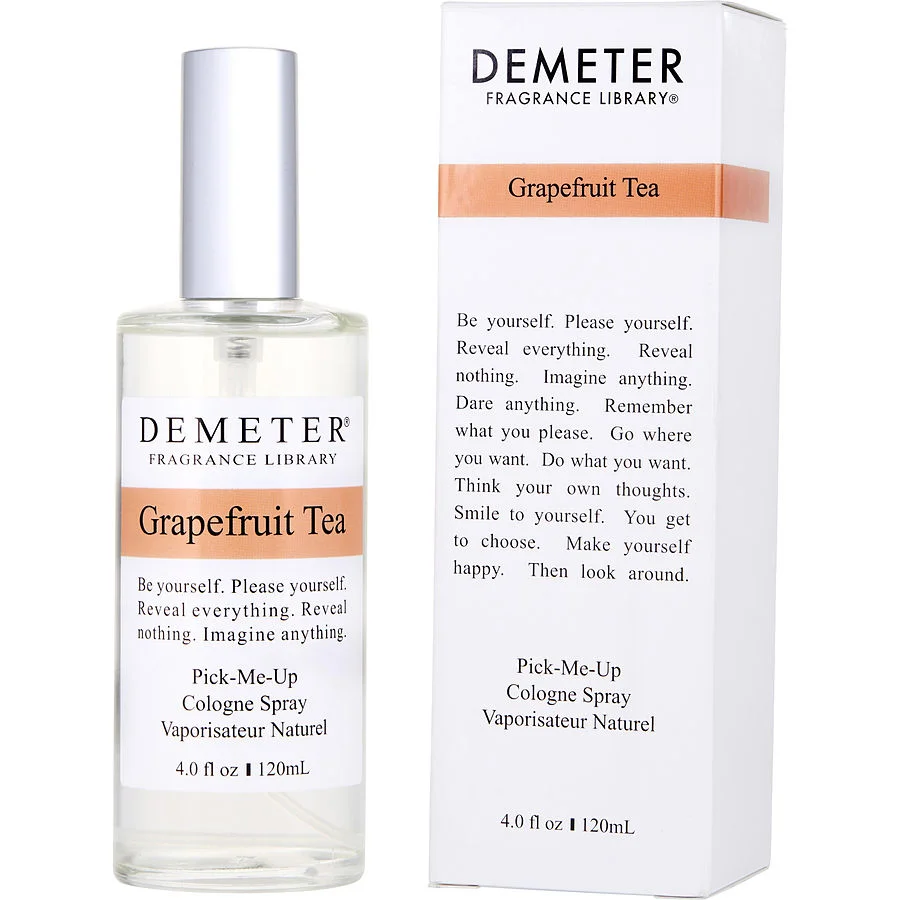 DEMETER®
FRAGRANCE LIBRARY
Grapefruit Tea
Be yourself. Please yourself.
Reveal everything. Reveal
nothing. Imagine anything.
Pick-Me-Up
Cologne Spray
Vaporisateur Naturel
4.0 fl oz ❚ 120mL
DEMETER
FRAGRANCE LIBRARY®
Grapefruit Tea
Be yourself. Please yourself.
Reveal everything. Reveal
nothing. Imagine anything.
Dare anything. Remember
what you please. Go where
you want. Do what you want.
Think your own thoughts.
Smile to yourself. You get
to choose. Make yourself
happy. Then look around.
Pick-Me-Up
Cologne Spray
Vaporisateur Naturel
4.0 fl oz ❚ 120mL